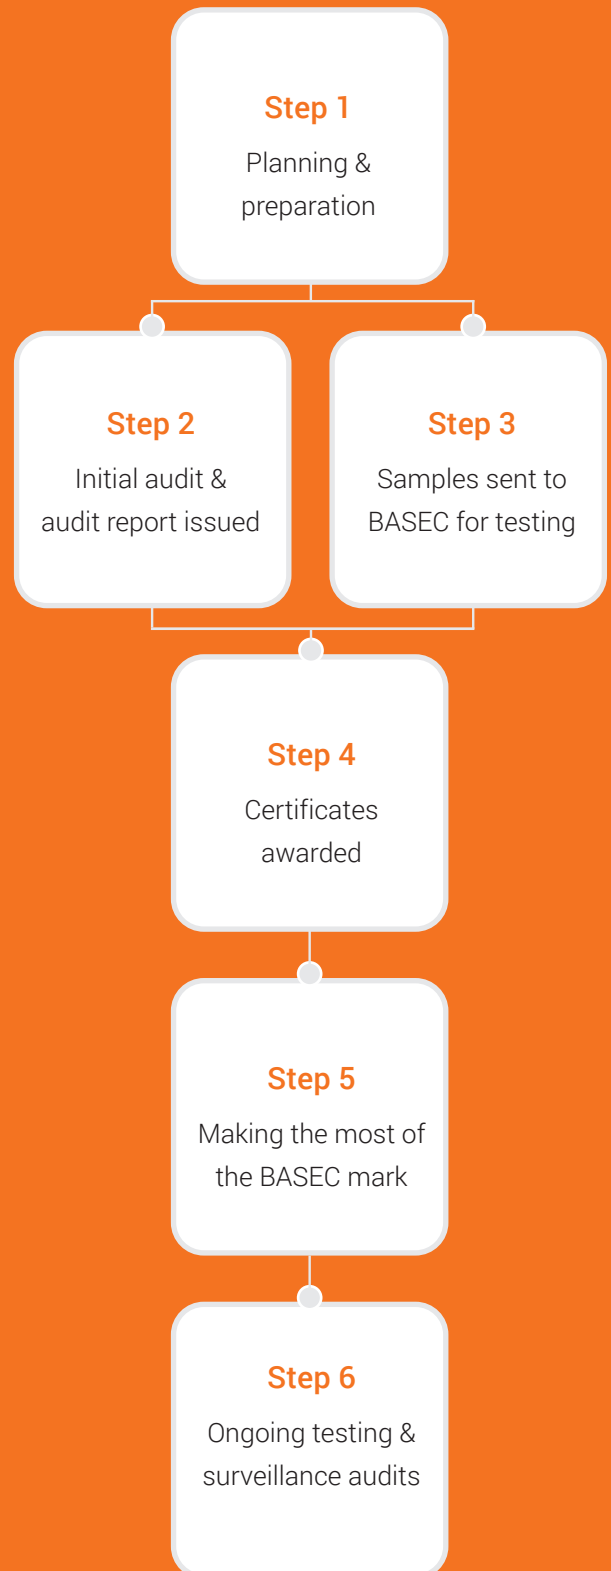 Step 1
Planning &
preparation
Step 2
Initial audit &
audit report issued
Step 3
Samples sent to
BASEC for testing
Step 4
Certificates
awarded
Step 5
Making the most of
the BASEC mark
Step 6
Ongoing testing &
surveillance audits